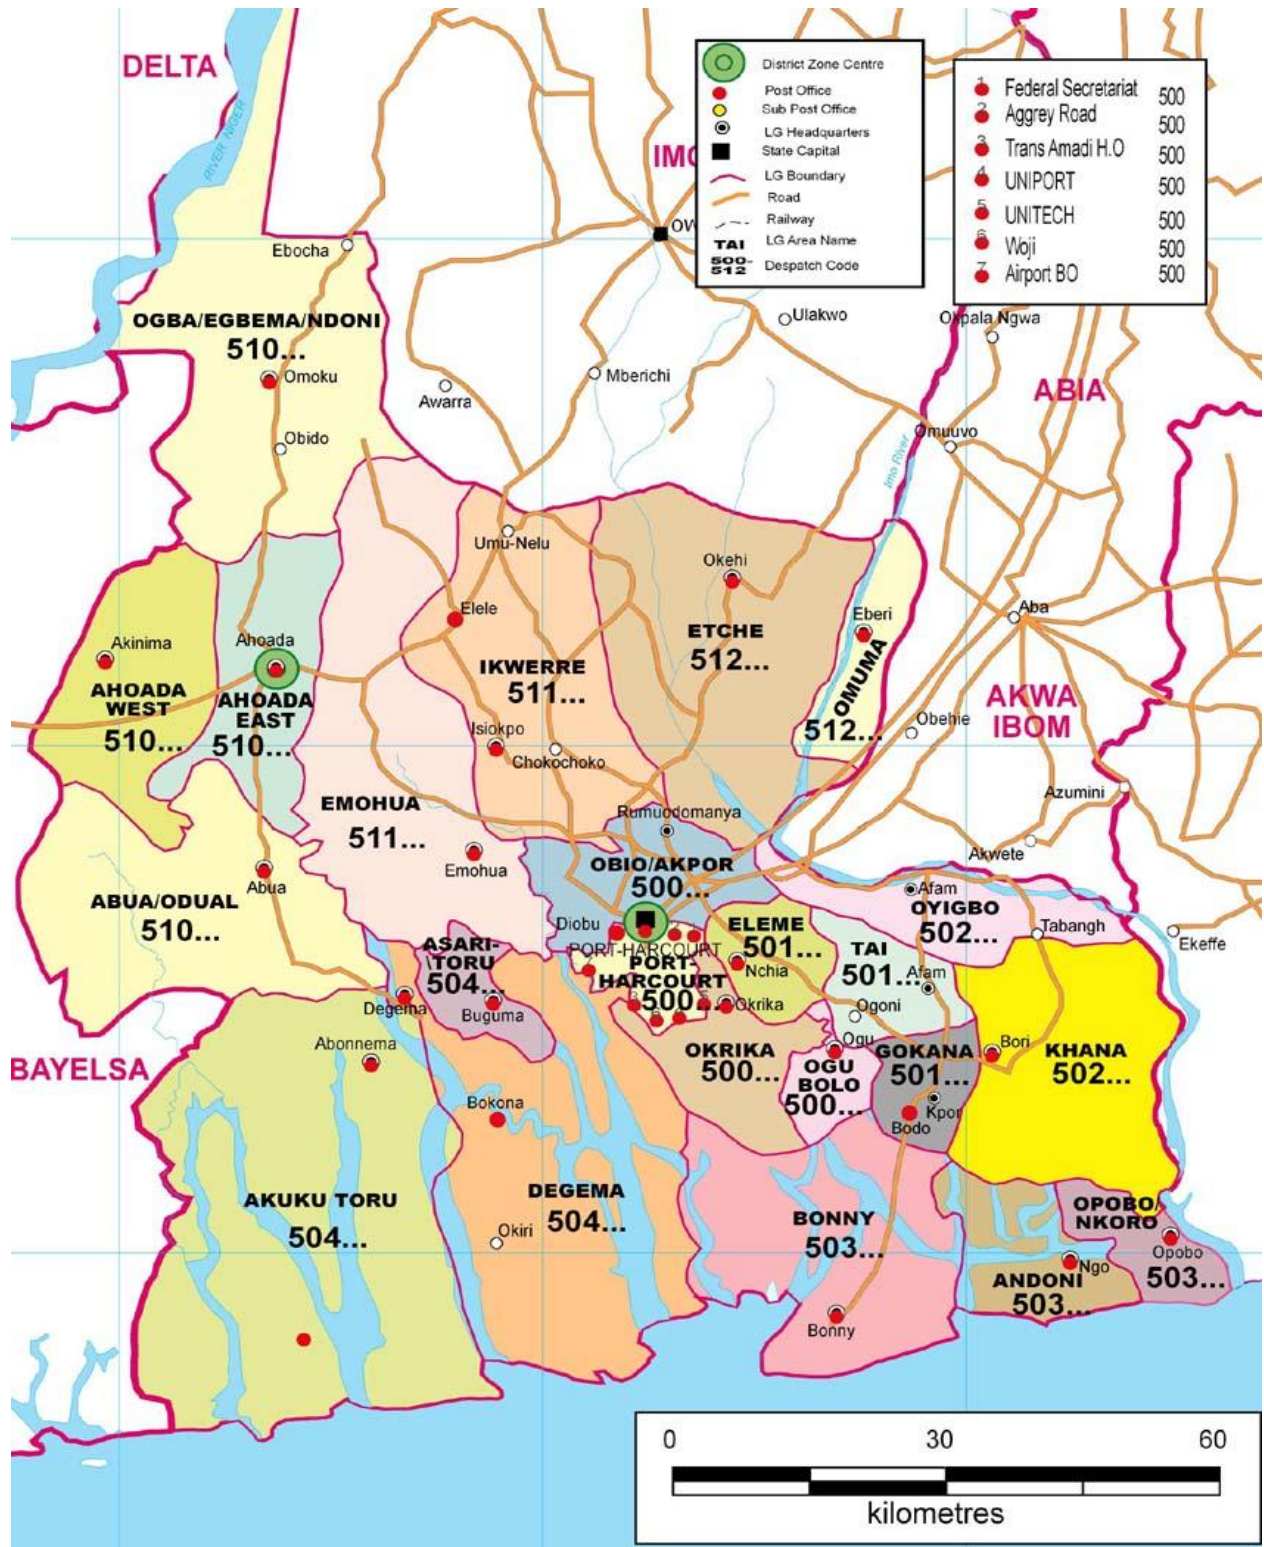 DELTA
RIVER NIGER
IMO
District Zone Centre
Post Office
Sub Post Office
LG Headquarters
State Capital
LG Boundary
Road
Railway
TAI
LG Area Name
500-
512
Despatch Code
1
Federal Secretariat
500
2
Aggrey Road
500
3
Trans Amadi H.O
500
4
UNIPORT
500
5
UNITECH
500
6
Woji
500
7
Airport BO
500
OW
Ebocha
OGBA/EGBEMA/NDONI
510...
Omoku
Obido
Awarra
Mberichi
Ulakwo
Okpala Ngwa
ABIA
Omuuvo
Imo River
Umu-Nelu
Okehi
Elele
Eberi
Aba
ETCHE
512...
IKWERRE
511...
OMUMA
512...
Akinima
AHOADA
WEST
510...
Ahoada
AHOADA
EAST
510...
Isiokpo
Chokochoko
Obehie
AKWA
IBOM
Azumini
EMOHUA
511...
Emohua
Rumuodomanya
Akwete
OBIO/AKPOR
500...
Abua
ABUA/ODUAL
510...
Afam
OYIGBO
502...
Tabangh
Ekeffe
Diobu
PORT-HARCOURT
PORT-
HARCOURT
500...
ELEME
501...
Nchia
TAI
501...
Afam
ASARI-
\TORU
504...
Buguma
Degema
Okrika
Ogoni
BAYELSA
Abonnema
OKRIKA
500...
Ogu
OGU
BOLO
500...
GOKANA
501...
Kpor
Bodo
Bori
KHANA
502...
Bokona
AKUKU TORU
504...
DEGEMA
504...
Okiri
BONNY
503...
Bonny
OPOBO/
NKORO
Opobo
503...
Ngo
ANDONI
503...
0
30
60
kilometres